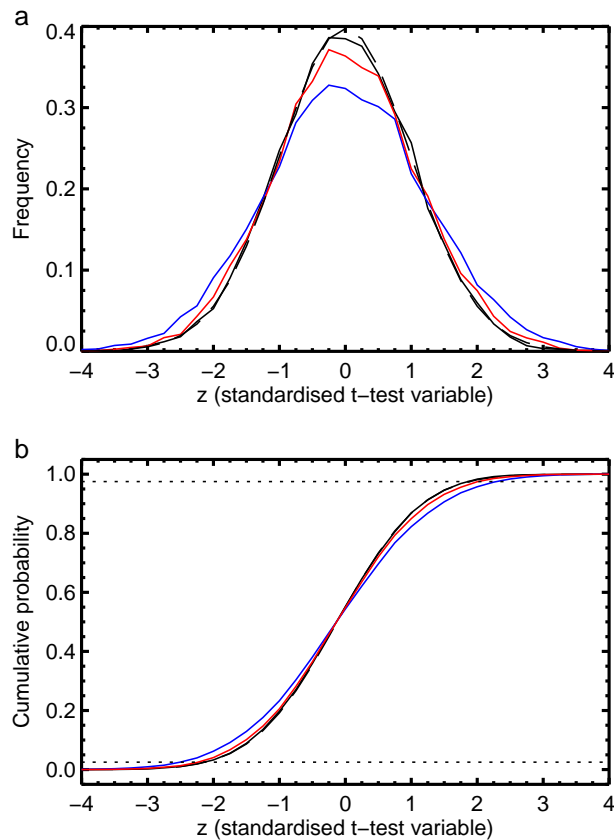 a
0.4
0.3
0.2
0.1
0.0
Frequency
−4 −3 −2 −1 0 1 2 3 4
z (standardised t−test variable)
b
1.0
0.8
0.6
0.4
0.2
0.0
Cumulative probability
−4 −3 −2 −1 0 1 2 3 4
z (standardised t−test variable)